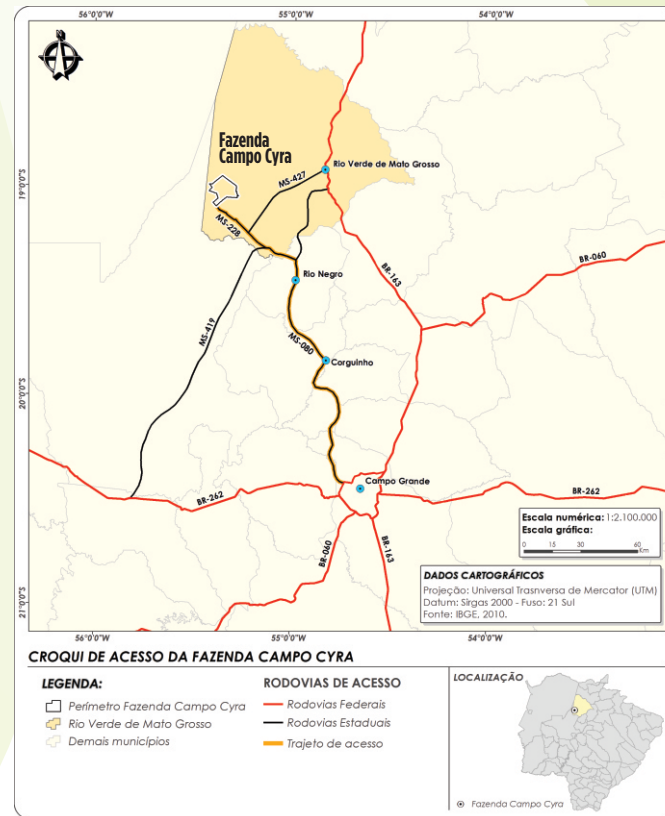 56°0'0"W 55°0'0"W 54°0'0"W
Fazenda
Campo Cyra
Rio Verde de Mato Grosso
MS-427
19°0'0"S
MS-228
BR-060
BR-163
Rio Negro
MS-419
MS-080
Corguinho
20°0'0"S
Campo Grande
BR-262
BR-262
Escala numérica: 1:2.100.000
Escala gráfica:
0 15 30 60
Km
BR-060
BR-163
DADOS CARTOGRÁFICOS
Projeção: Universal Trasnversa de Mercator (UTM)
Datum: Sirgas 2000 - Fuso: 21 Sul
Fonte: IBGE, 2010.
21°0'0"S
56°0'0"W 55°0'0"W 54°0'0"W
CROQUI DE ACESSO DA FAZENDA CAMPO CYRA
LEGENDA:
Perímetro Fazenda Campo Cyra
Rio Verde de Mato Grosso
Demais municípios
RODOVIAS DE ACESSO
Rodovias Federais
Rodovias Estaduais
Trajeto de acesso
LOCALIZAÇÃO
Fazenda Campo Cyra